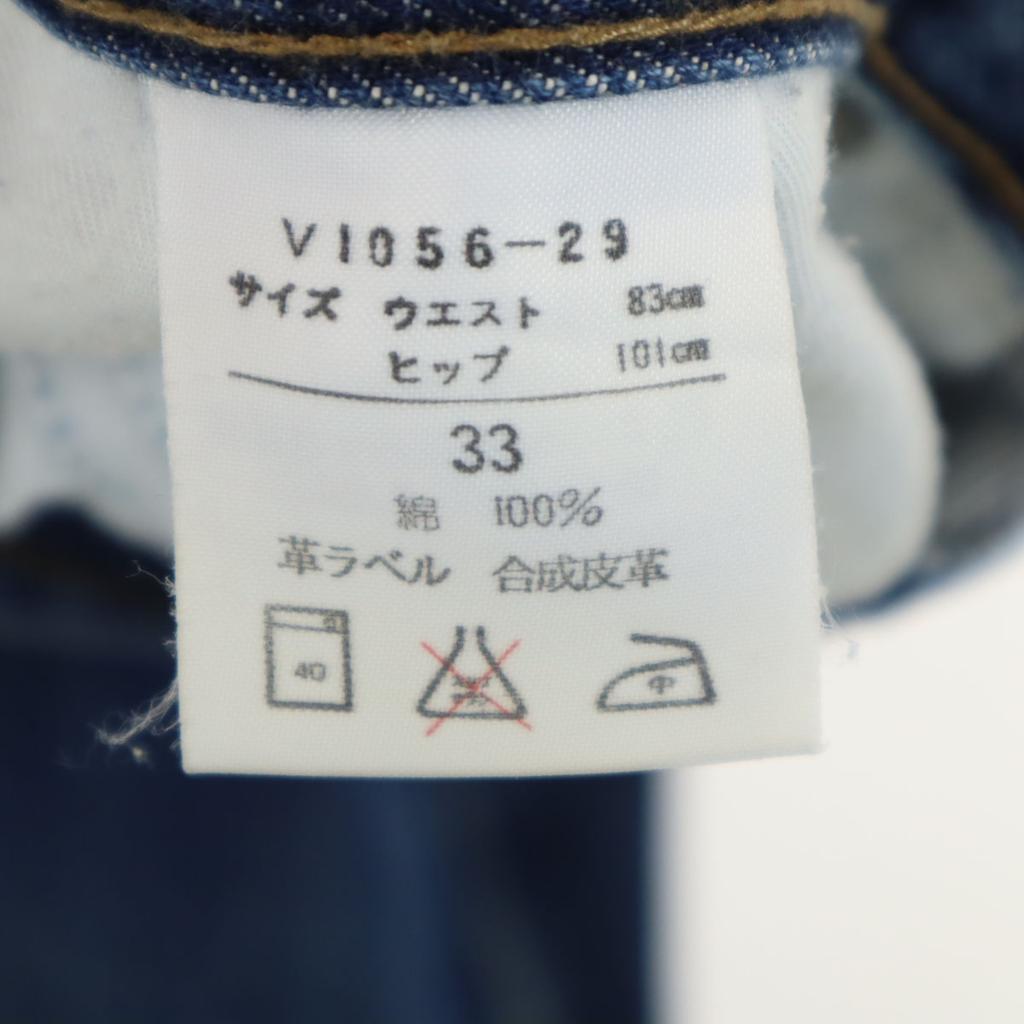 V1056-29
サイズ ウエスト 83cm
ヒップ 101cm
33
綿 100%
革ラベル 合成皮革
40 中